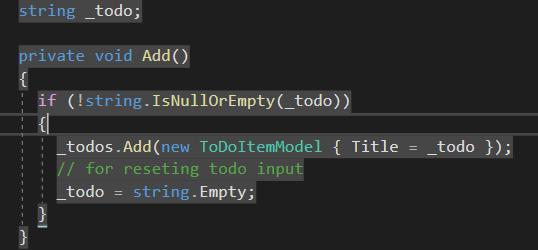 string _todo;
private void Add()
{
if (!string.IsNullOrEmpty(_todo))
{
_todos.Add(new ToDoItemModel { Title = _todo });
// for reseting todo input
_todo = string.Empty;
}
}